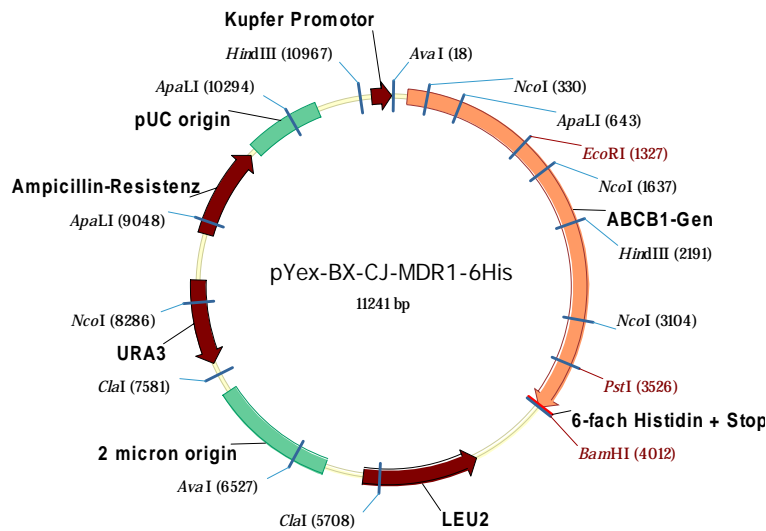 Kupfer Promotor
HindIII (10967)
AvaI (18)
ApaLI (10294)
NcoI (330)
pUC origin
ApaLI (643)
EcoRI (1327)
NcoI (1637)
Ampicillin-Resistenz
ApaLI (9048)
ABCB1-Gen
HindIII (2191)
pYex-BX-CJ-MDR1-6His
11241 bp
NcoI (8286)
NcoI (3104)
URA3
ClaI (7581)
PstI (3526)
6-fach Histidin + Stop
BamHI (4012)
2 micron origin
AvaI (6527)
ClaI (5708)
LEU2